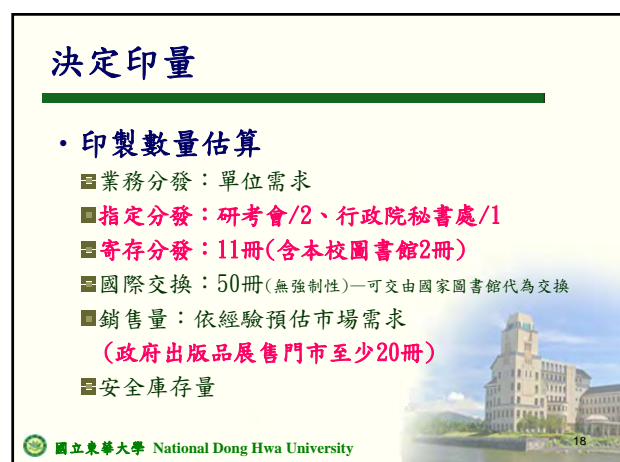 決定印量
・印製數量估算
業務分發：單位需求
指定分發：研考會/2、行政院秘書處/1
寄存分發：11冊(含本校圖書館2冊)
國際交換：50冊(無強制性)—可交由國家圖書館代為交換
銷售量：依經驗預估市場需求
(政府出版品展售門市至少20冊)
安全庫存量
國立東華大學 National Dong Hwa University
18